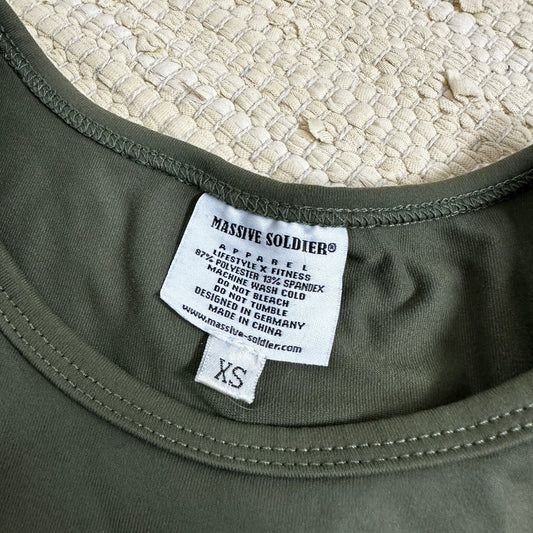 MASSIVE SOLDIER®
APPAREL
LIFESTYLE X FITNESS
87% POLYESTER 13% SPANDEX
MACHINE WASH COLD
DO NOT BLEACH
DO NOT TUMBLE
DESIGNED IN GERMANY
MADE IN CHINA
www.massive-soldier.com
XS